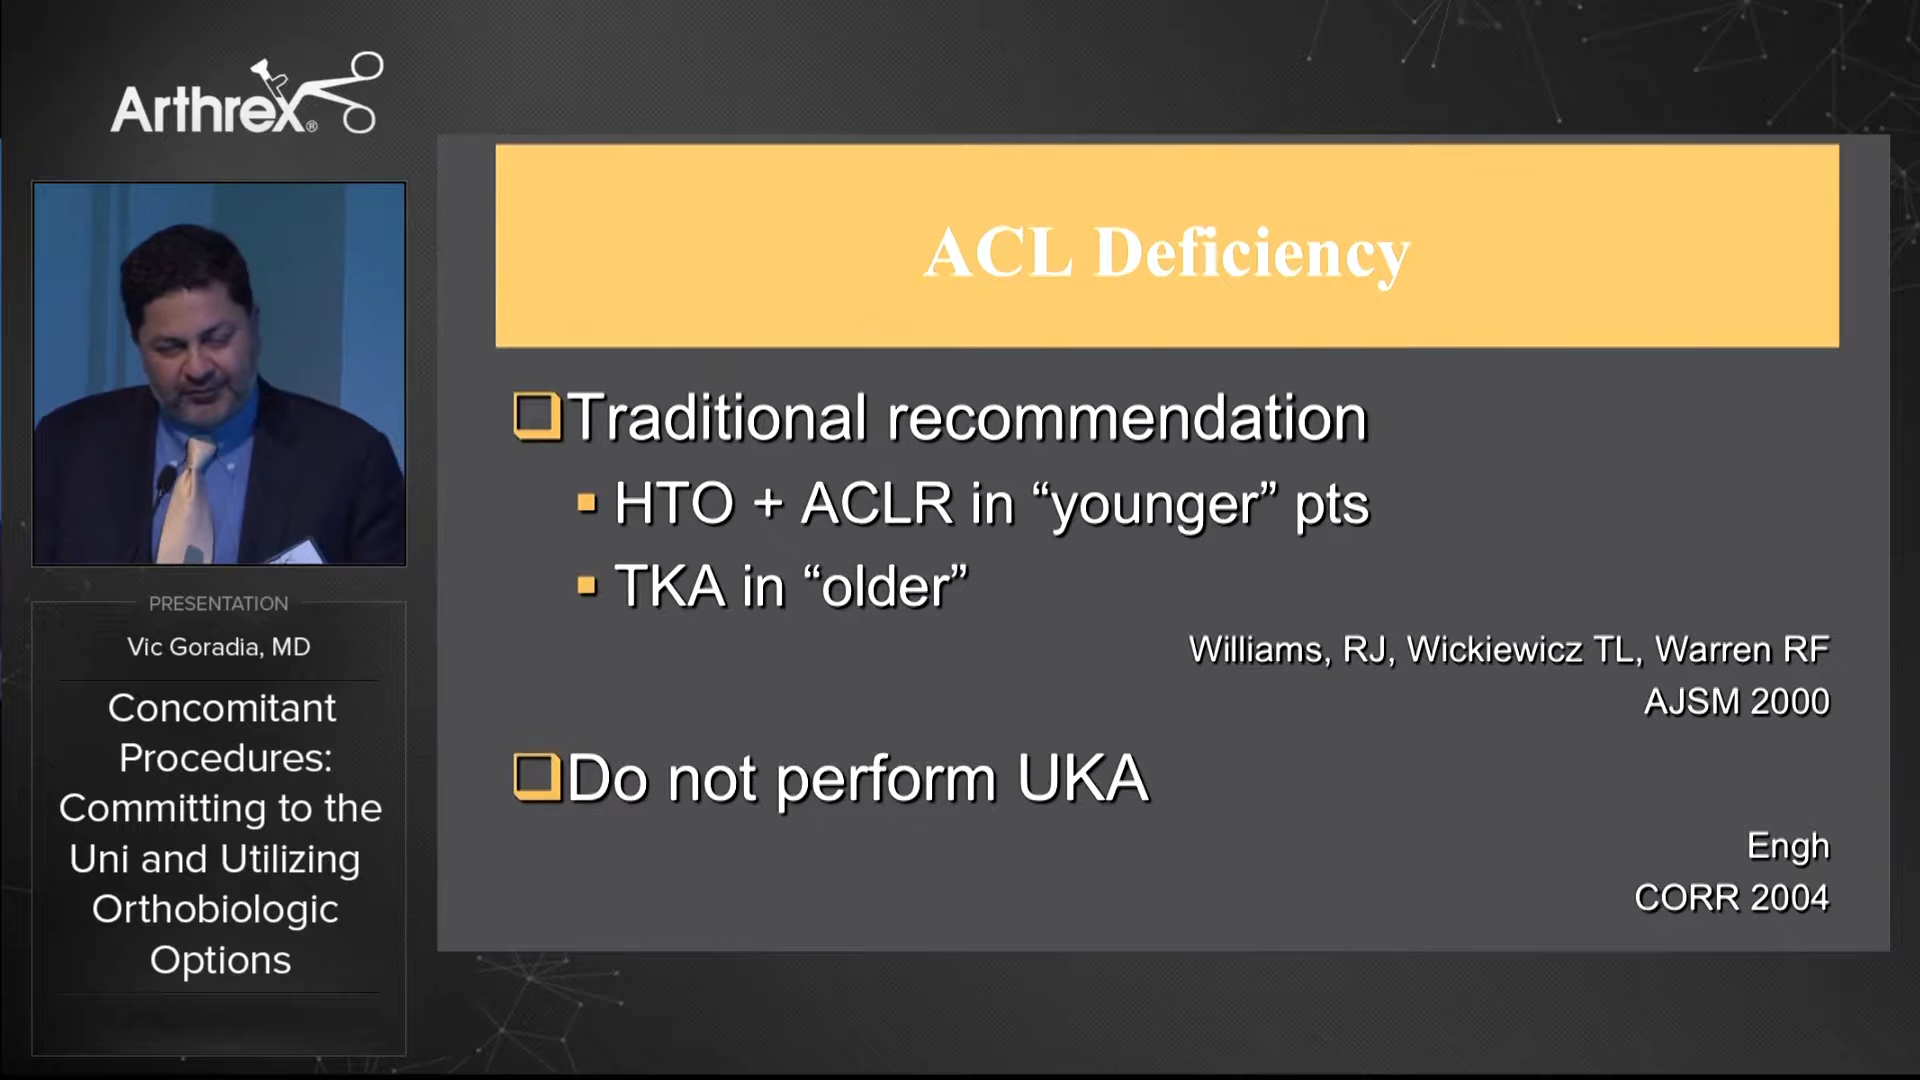 Arthrex®
PRESENTATION
Vic Goradia, MD
Concomitant
Procedures:
Committing to the
Uni and Utilizing
Orthobiologic
Options
ACL Deficiency
Traditional recommendation
HTO + ACLR in “younger” pts
TKA in “older”
Williams, RJ, Wickiewicz TL, Warren RF
AJSM 2000
Do not perform UKA
Engh
CORR 2004